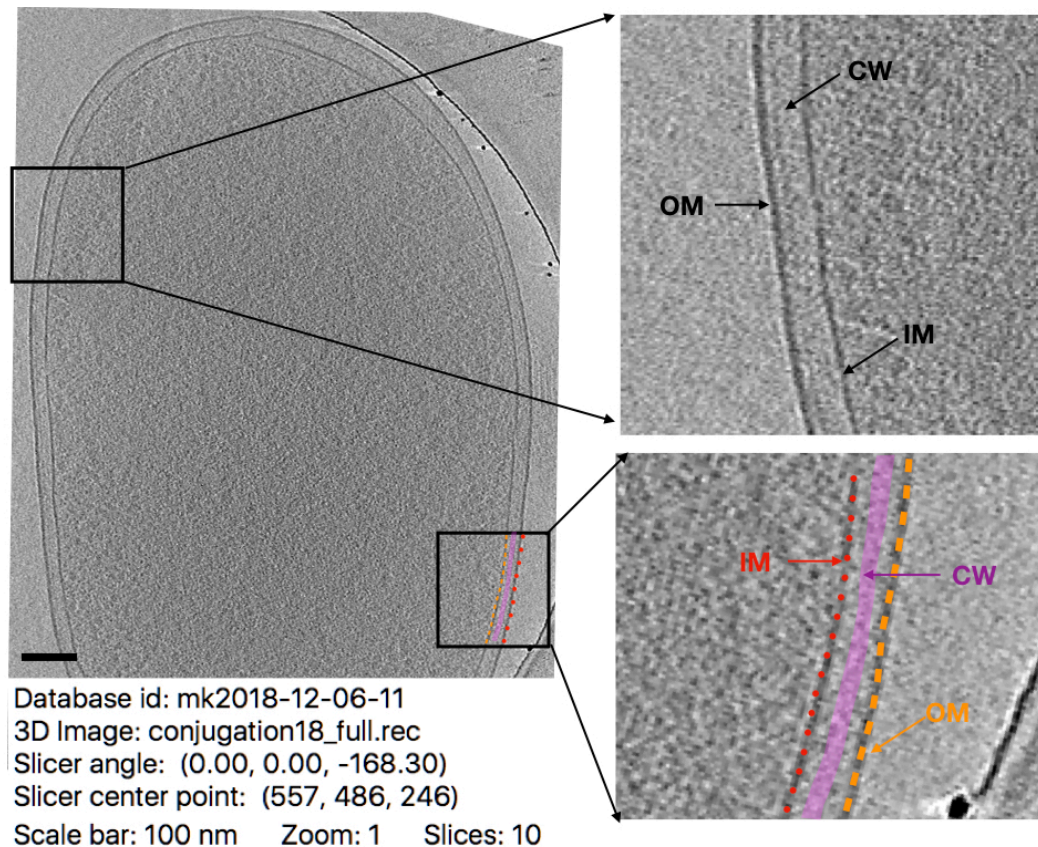 CW
OM
IM
IM
CW
OM
Database id: mk2018-12-06-11
3D Image: conjugation18_full.rec
Slicer angle:  (0.00, 0.00, -168.30)
Slicer center point:  (557, 486, 246)
Scale bar: 100 nm    Zoom: 1    Slices: 10